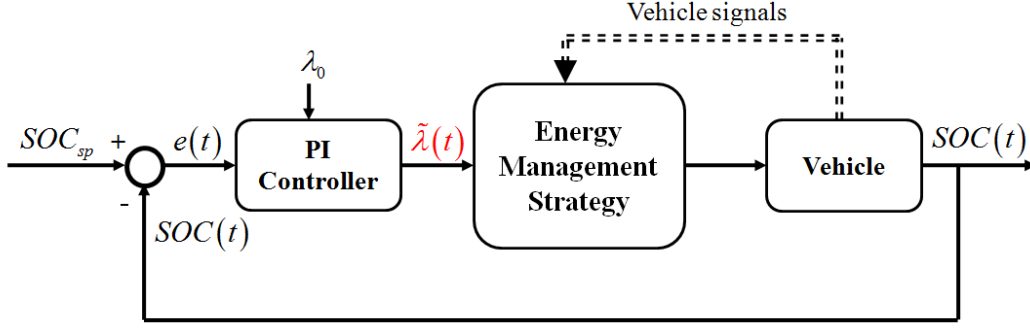 Vehicle signals
λ₀
SOCₛₚ
+
e(t)
PI
Controller
λ̃(t)
Energy
Management
Strategy
Vehicle
SOC(t)
-
SOC(t)